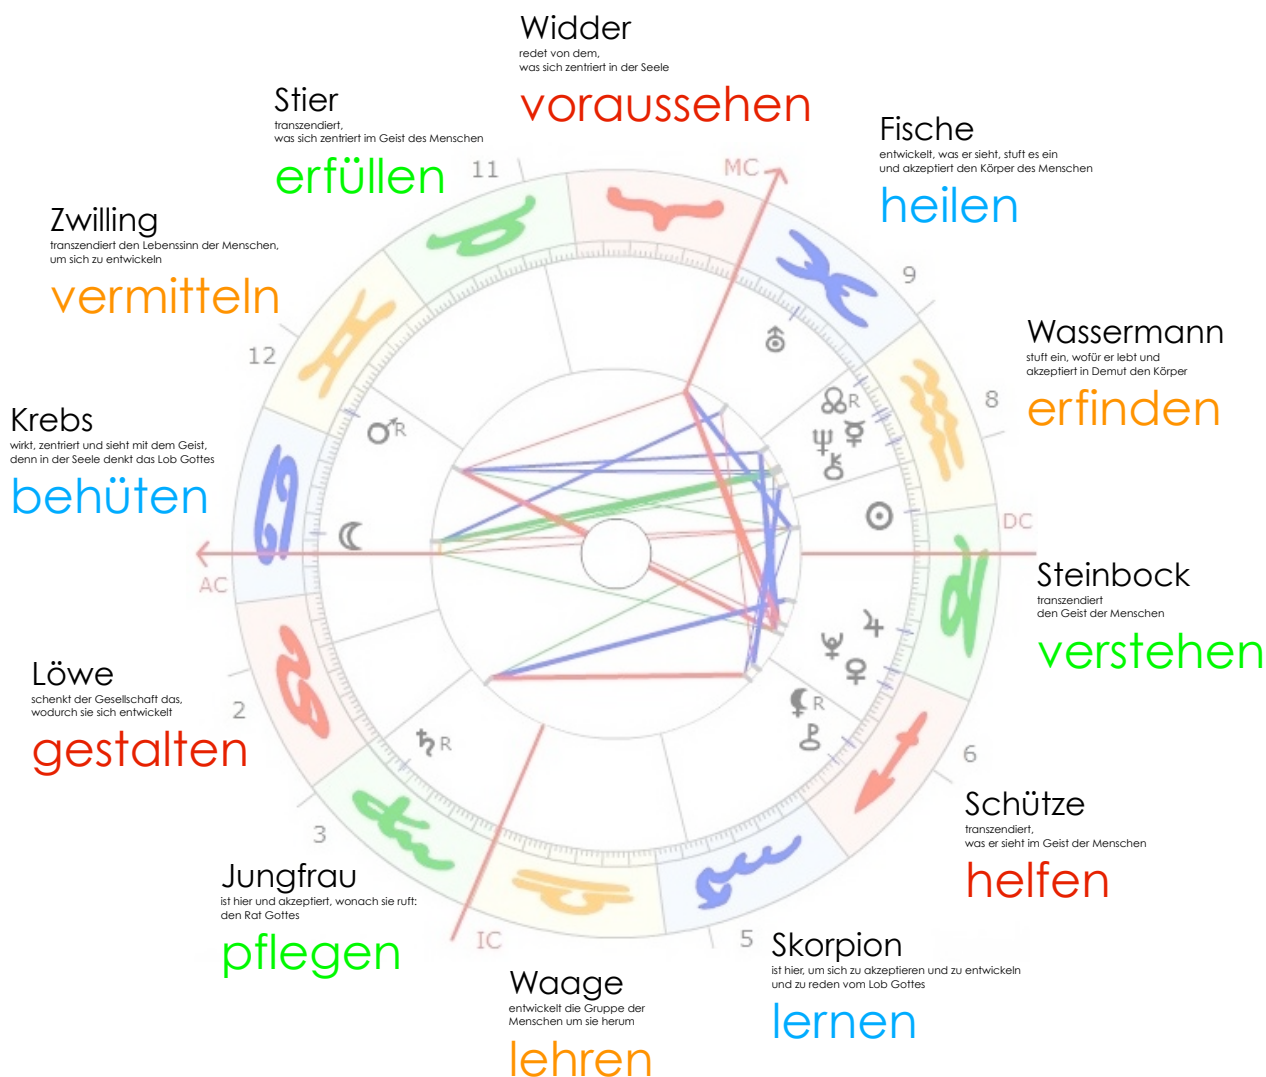 Widder
redet von dem,
was sich zentriert in der Seele
voraussehen
Stier
transzendiert,
was sich zentriert im Geist des Menschen
erfüllen
Fische
entwickelt, was er sieht, stuft es ein
und akzeptiert den Körper des Menschen
heilen
Zwilling
transzendiert den Lebenssinn der Menschen,
um sich zu entwickeln
vermitteln
Wassermann
stuft ein, wofür er lebt und
akzeptiert in Demut den Körper
erfinden
Krebs
wirkt, zentriert und sieht mit dem Geist,
denn in der Seele denkt das Lob Gottes
behüten
Steinbock
transzendiert
den Geist der Menschen
verstehen
Löwe
schenkt der Gesellschaft das,
wodurch sie sich entwickelt
gestalten
Schütze
transzendiert,
was er sieht im Geist der Menschen
helfen
Jungfrau
ist hier und akzeptiert, wonach sie ruft:
den Rat Gottes
pflegen
Skorpion
ist hier, um sich zu akzeptieren und zu entwickeln
und zu reden vom Lob Gottes
lernen
Waage
entwickelt die Gruppe der
Menschen um sie herum
lehren
MC
11
9
12
8
DC
AC
2
3
6
5
IC
R
R
R
R